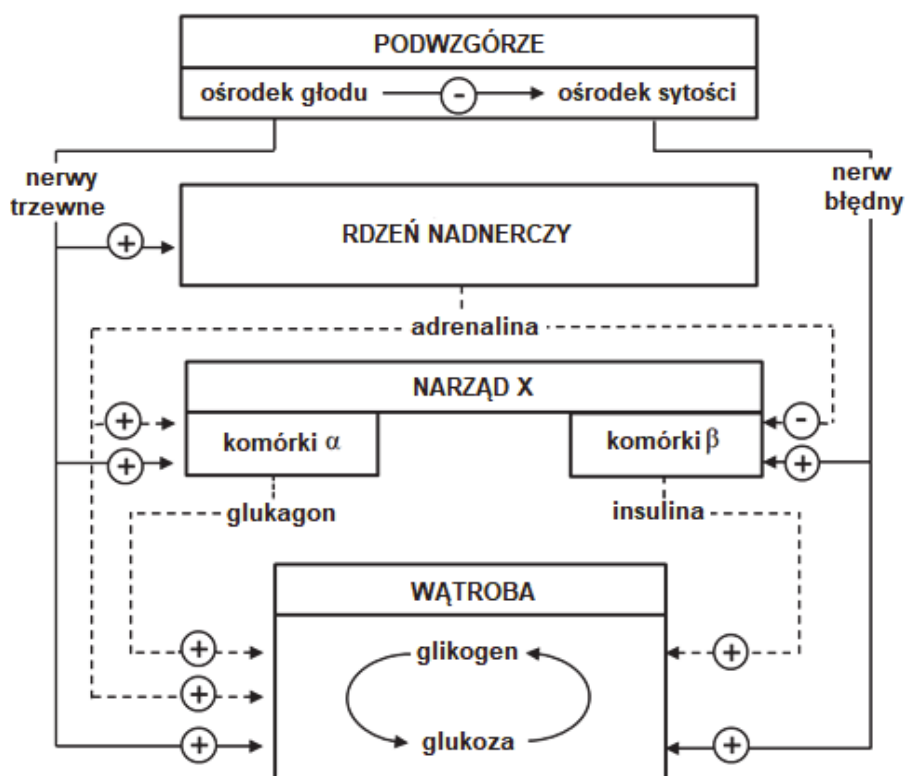 PODWZGÓRZE
ośrodek głodu - ośrodek sytości
nerwy
trzewne
nerw
błędny
+
RDZEŃ NADNERCZY
adrenalina
NARZĄD X
+
-
komórki α
komórki β
+
+
glukagon
insulina
WĄTROBA
+
glikogen
+
+
+
glukoza
+